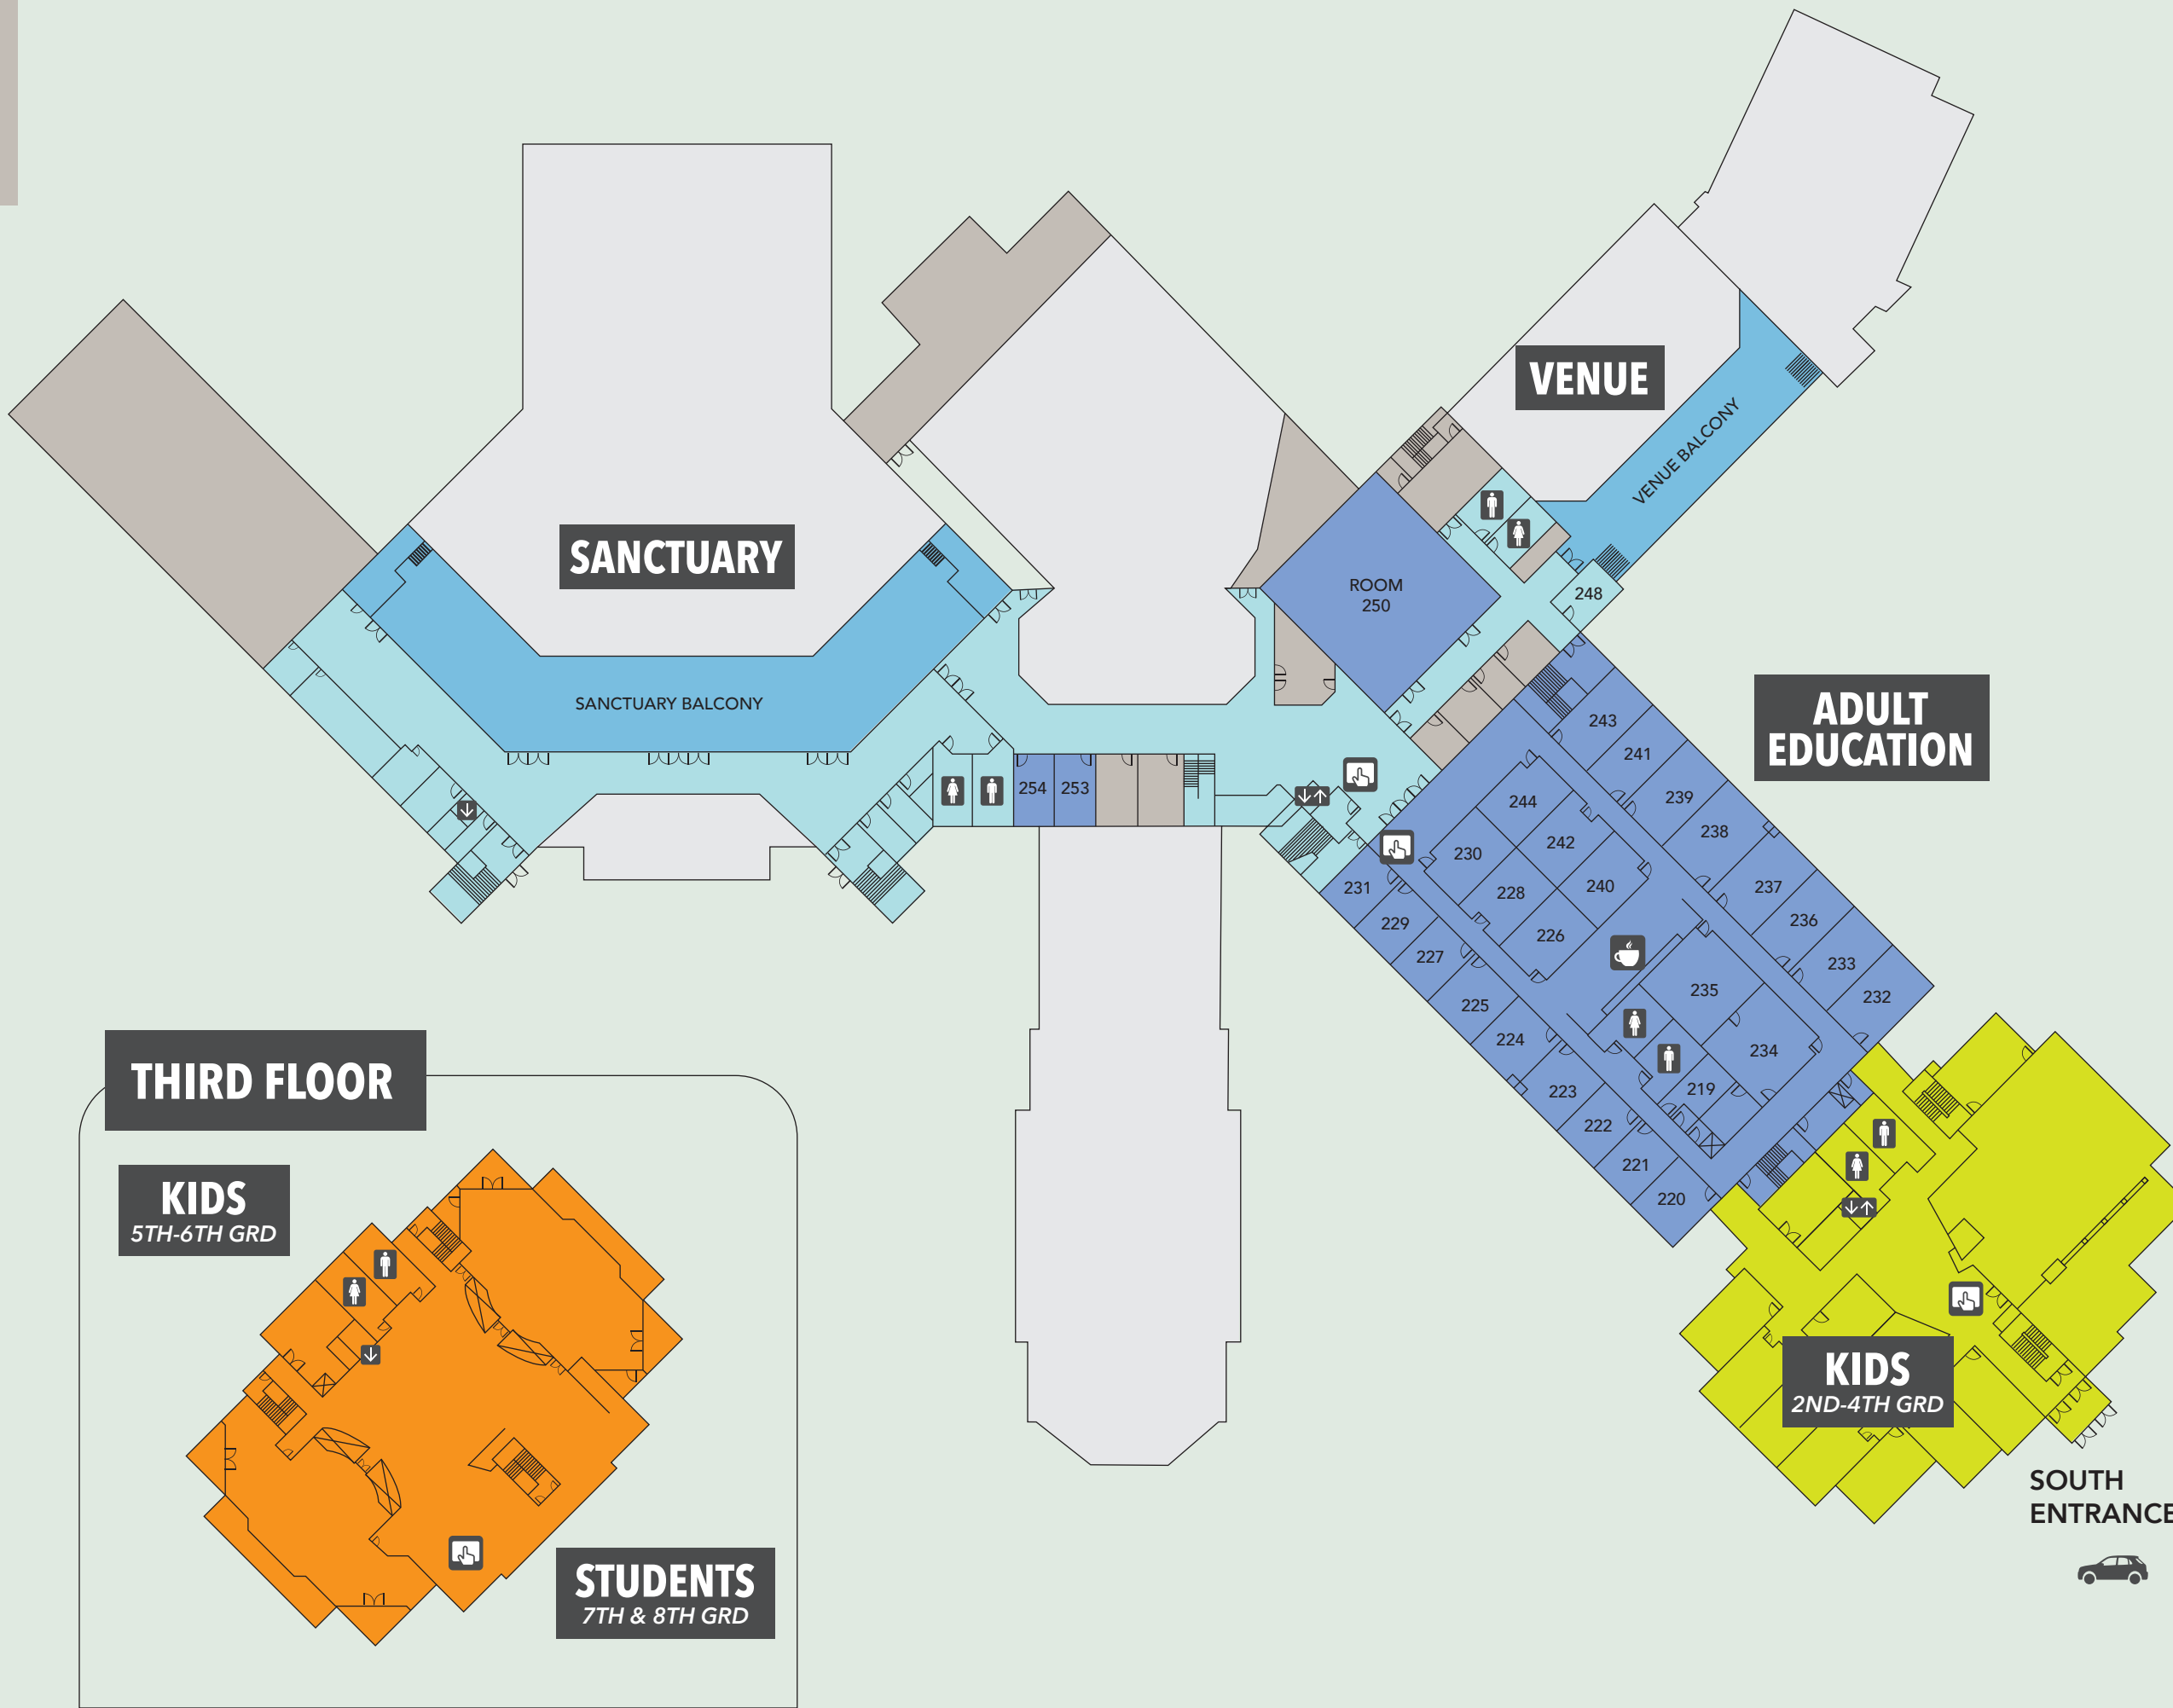 VENUE
VENUE BALCONY
SANCTUARY
SANCTUARY BALCONY
ROOM
250
248
ADULT
EDUCATION
254
253
243
241
239
238
237
236
233
232
244
242
240
230
228
226
235
234
219
231
229
227
225
224
223
222
221
220
THIRD FLOOR
KIDS
5TH-6TH GRD
STUDENTS
7TH & 8TH GRD
KIDS
2ND-4TH GRD
SOUTH
ENTRANCE